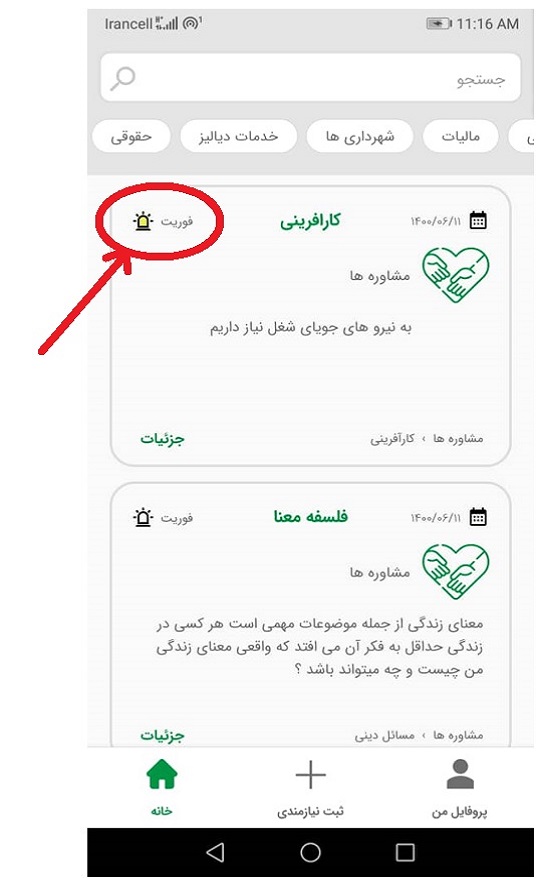 Irancell 11:16 AM
جستجو
ی مالیات شهرداری ها خدمات دیالیز حقوقی
۱۴۰۰/۰۶/۱۱ کارافرینی فوریت
مشاوره ها
به نیرو های جویای شغل نیاز داریم
مشاوره ها › کارآفرینی جزئیات
۱۴۰۰/۰۶/۱۱ فلسفه معنا فوریت
مشاوره ها
معنای زندگی از جمله موضوعات مهمی است هر کسی در
زندگی حداقل به فکر آن می افتد که واقعی معنای زندگی
من چیست و چه میتواند باشد ؟
مشاوره ها › مسائل دینی جزئیات
پروفایل من ثبت نیازمندی خانه